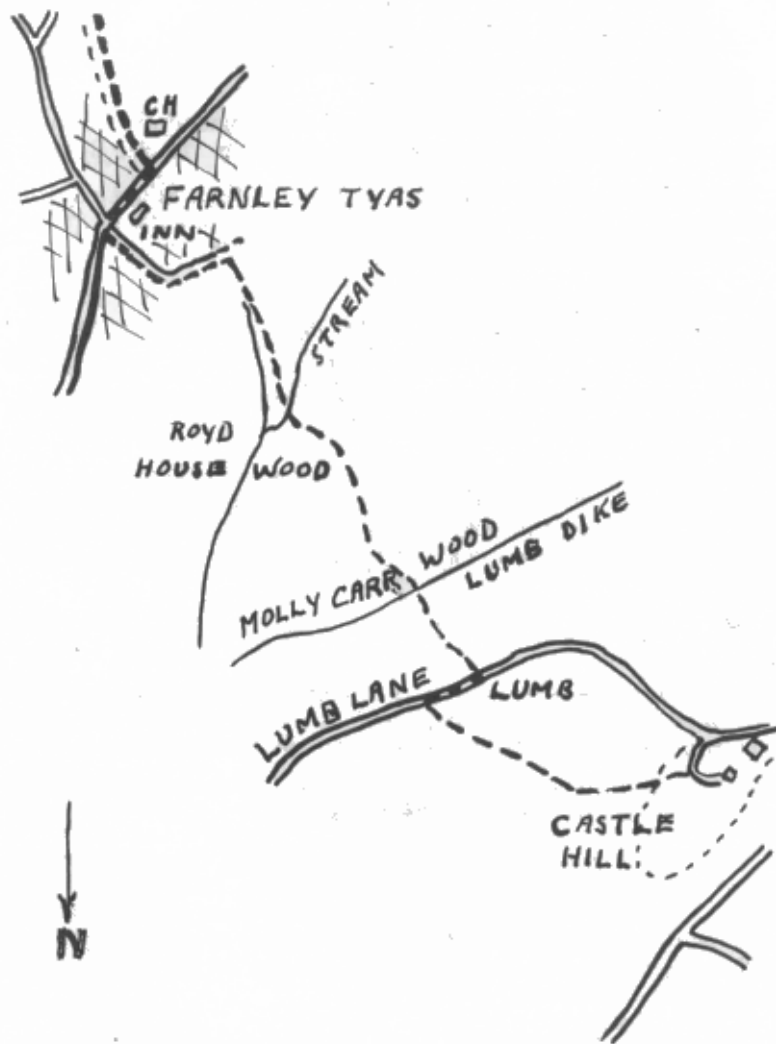 CH
FARNLEY TYAS
INN
STREAM
ROYD
HOUSE WOOD
MOLLY CARR WOOD
LUMB DIKE
LUMB LANE
LUMB
CASTLE
HILL
N